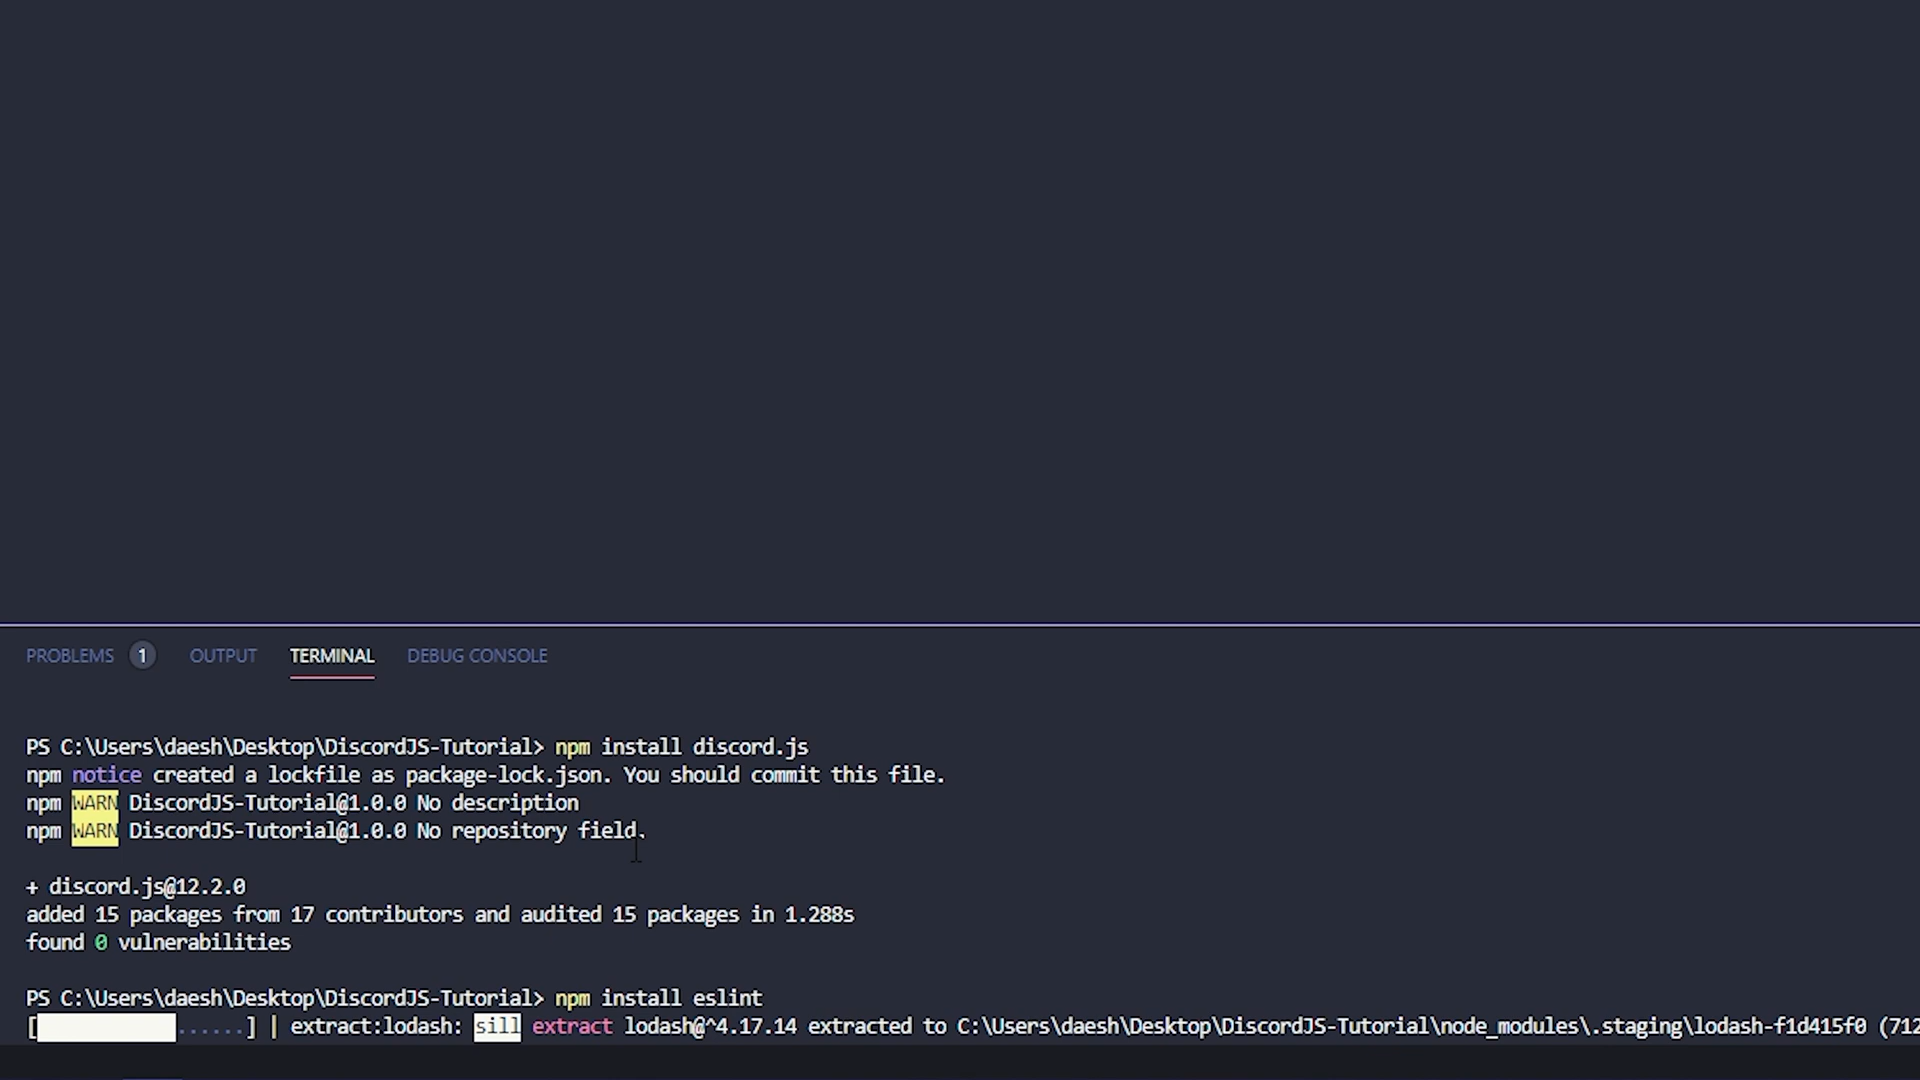 PROBLEMS 1 OUTPUT TERMINAL DEBUG CONSOLE
PS C:\Users\daesh\Desktop\DiscordJS-Tutorial> npm install discord.js
npm notice created a lockfile as package-lock.json. You should commit this file.
npm WARN DiscordJS-Tutorial@1.0.0 No description
npm WARN DiscordJS-Tutorial@1.0.0 No repository field.
+ discord.js@12.2.0
added 15 packages from 17 contributors and audited 15 packages in 1.288s
found 0 vulnerabilities
PS C:\Users\daesh\Desktop\DiscordJS-Tutorial> npm install eslint
[ ......] | extract:lodash: sill extract lodash@^4.17.14 extracted to C:\Users\daesh\Desktop\DiscordJS-Tutorial\node_modules\.staging\lodash-f1d415f0 (712